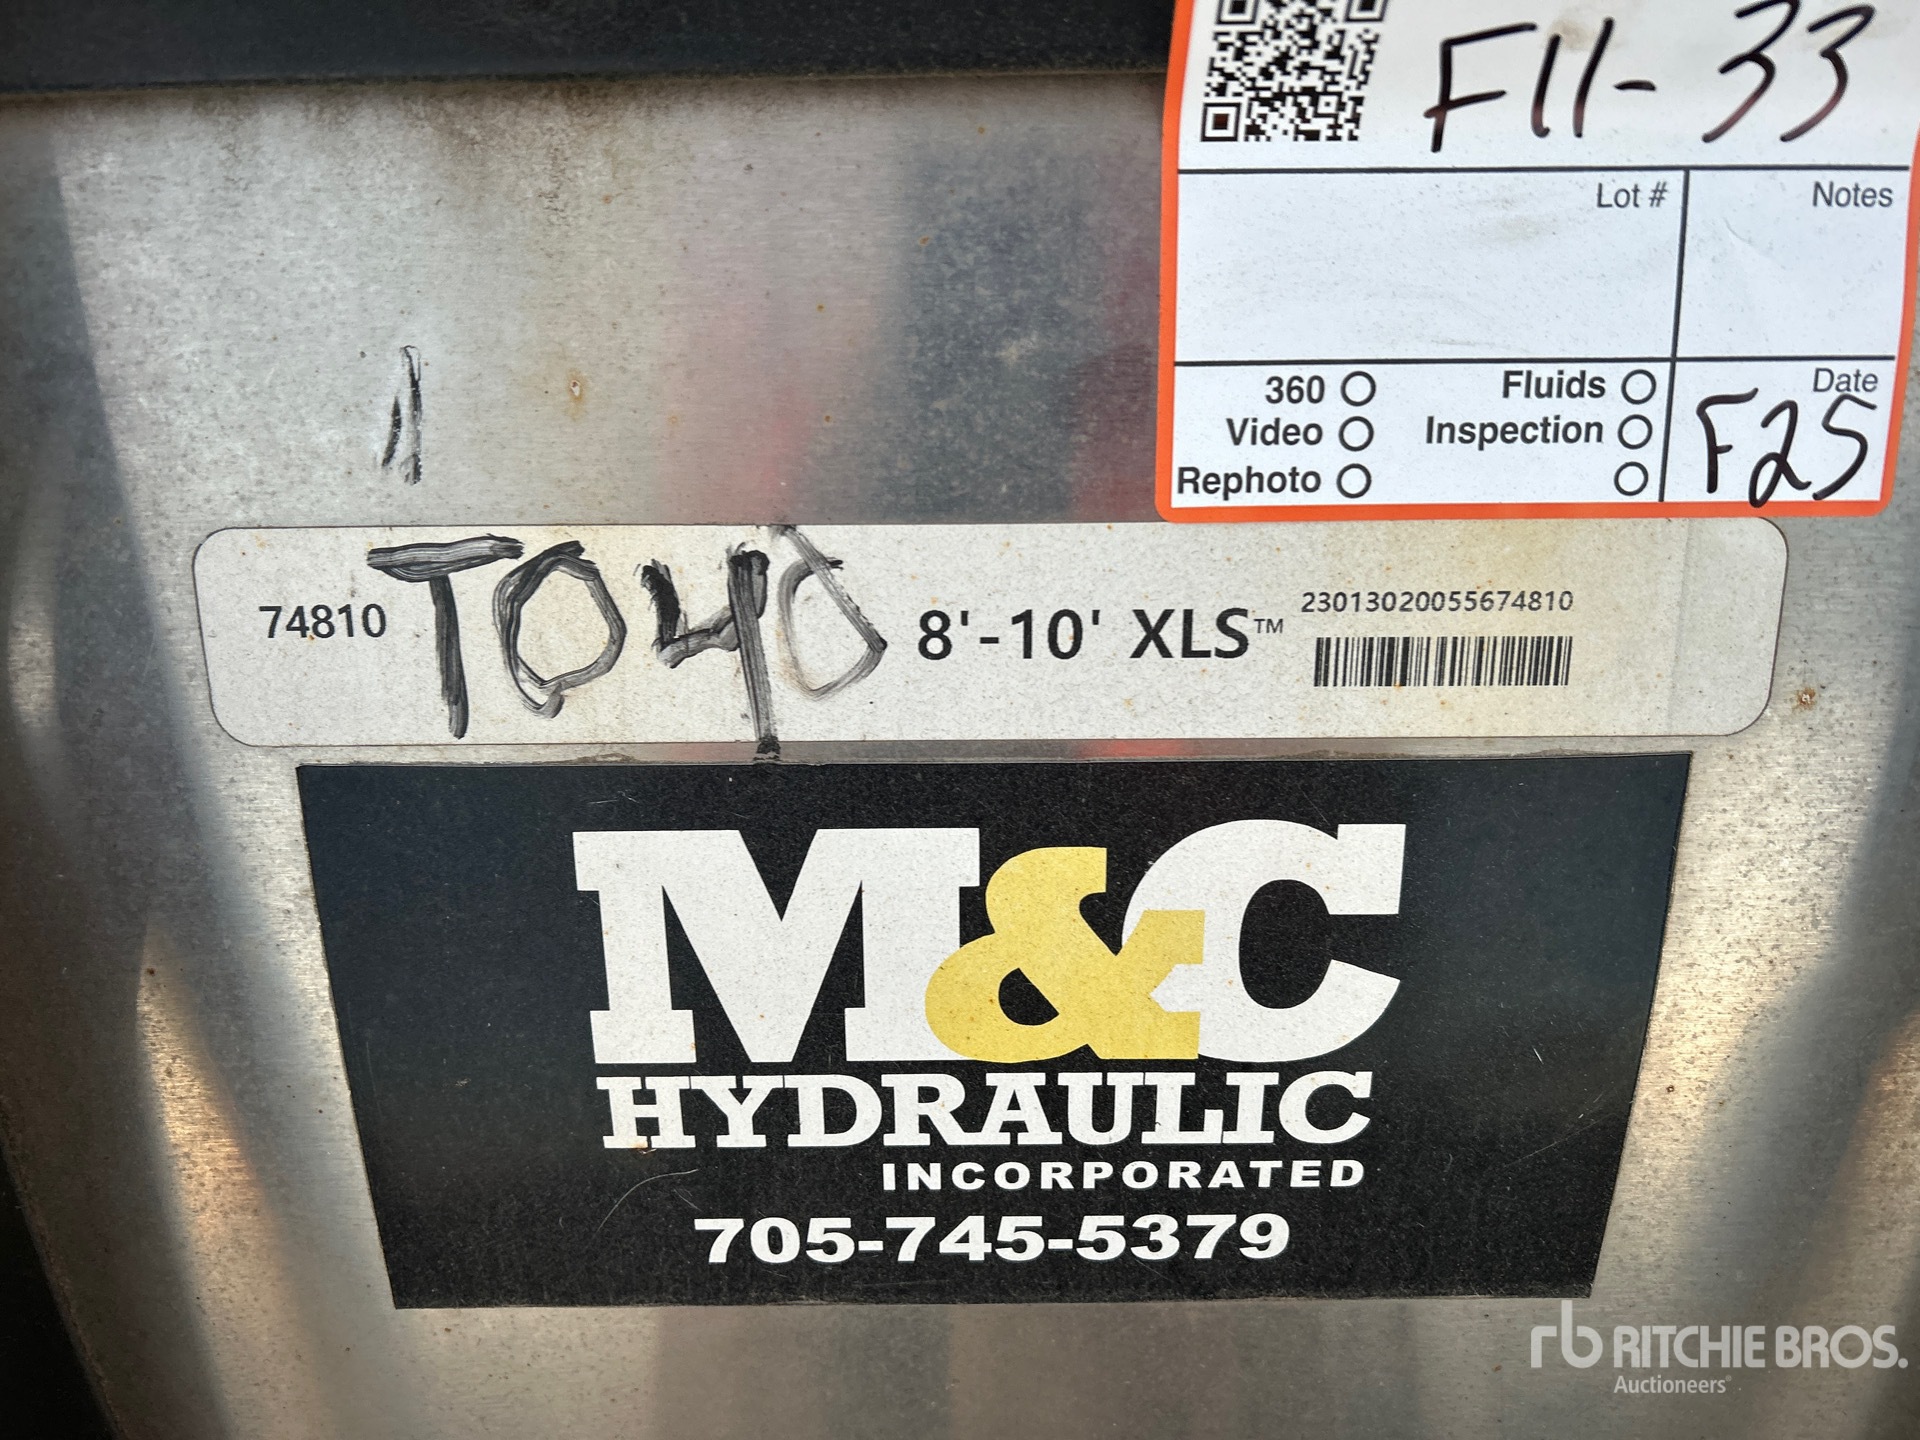 F11-33
Lot #
Notes
360
Fluids
Date
Video
Inspection
F25
Rephoto
74810
TO40
8'-10' XLS™
23013020055674810
M&C
HYDRAULIC
INCORPORATED
705-745-5379
rb RITCHIE BROS.
Auctioneers